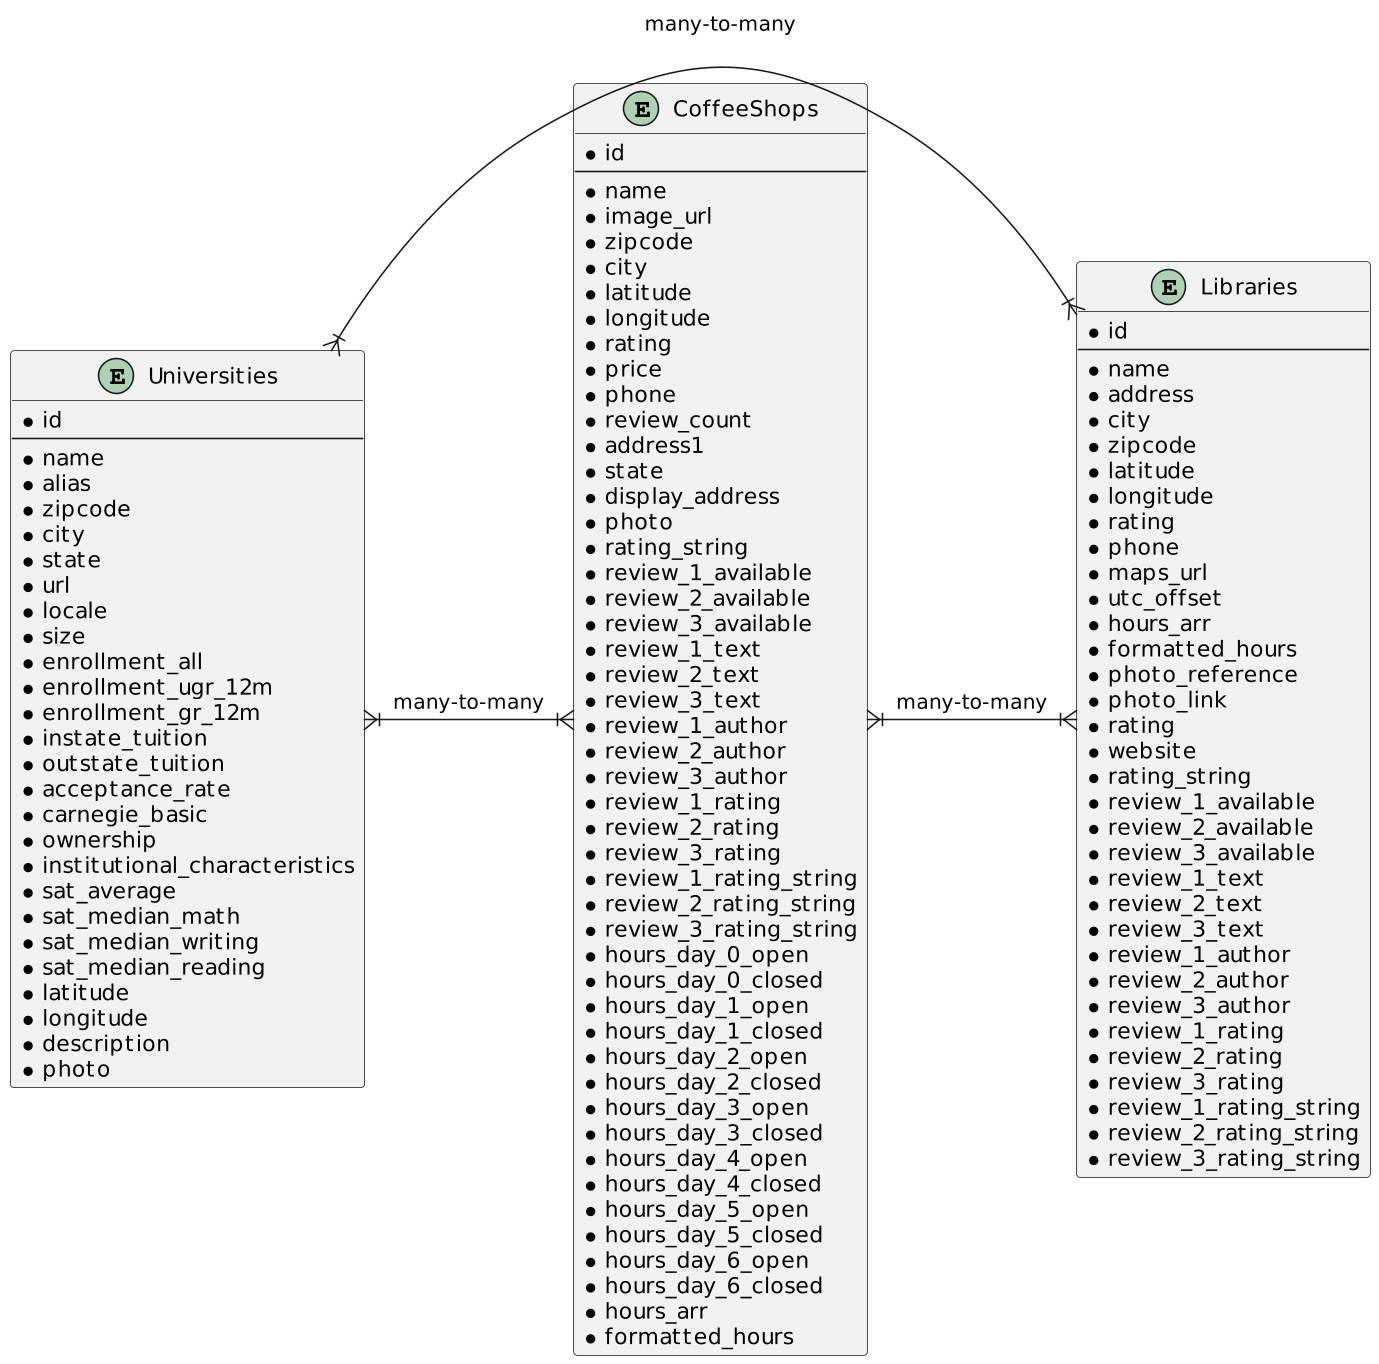 many-to-many
E CoffeeShops
id
name
image_url
zipcode
city
latitude
longitude
rating
price
phone
review_count
address1
state
display_address
photo
rating_string
review_1_available
review_2_available
review_3_available
review_1_text
review_2_text
review_3_text
review_1_author
review_2_author
review_3_author
review_1_rating
review_2_rating
review_3_rating
review_1_rating_string
review_2_rating_string
review_3_rating_string
hours_day_0_open
hours_day_0_closed
hours_day_1_open
hours_day_1_closed
hours_day_2_open
hours_day_2_closed
hours_day_3_open
hours_day_3_closed
hours_day_4_open
hours_day_4_closed
hours_day_5_open
hours_day_5_closed
hours_day_6_open
hours_day_6_closed
hours_arr
formatted_hours
E Universities
id
name
alias
zipcode
city
state
url
locale
size
enrollment_all
enrollment_ugr_12m
enrollment_gr_12m
instate_tuition
outstate_tuition
acceptance_rate
carnegie_basic
ownership
institutional_characteristics
sat_average
sat_median_math
sat_median_writing
sat_median_reading
latitude
longitude
description
photo
many-to-many
many-to-many
E Libraries
id
name
address
city
zipcode
latitude
longitude
rating
phone
maps_url
utc_offset
hours_arr
formatted_hours
photo_reference
photo_link
rating
website
rating_string
review_1_available
review_2_available
review_3_available
review_1_text
review_2_text
review_3_text
review_1_author
review_2_author
review_3_author
review_1_rating
review_2_rating
review_3_rating
review_1_rating_string
review_2_rating_string
review_3_rating_string